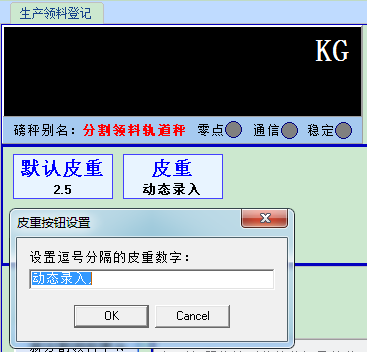 生产领料登记
KG
磅秤别名：分割领料轨道秤 零点 通信 稳定
默认皮重 皮重
2.5 动态录入
皮重按钮设置
设置逗号分隔的皮重数字：
动态录入,
OK Cancel